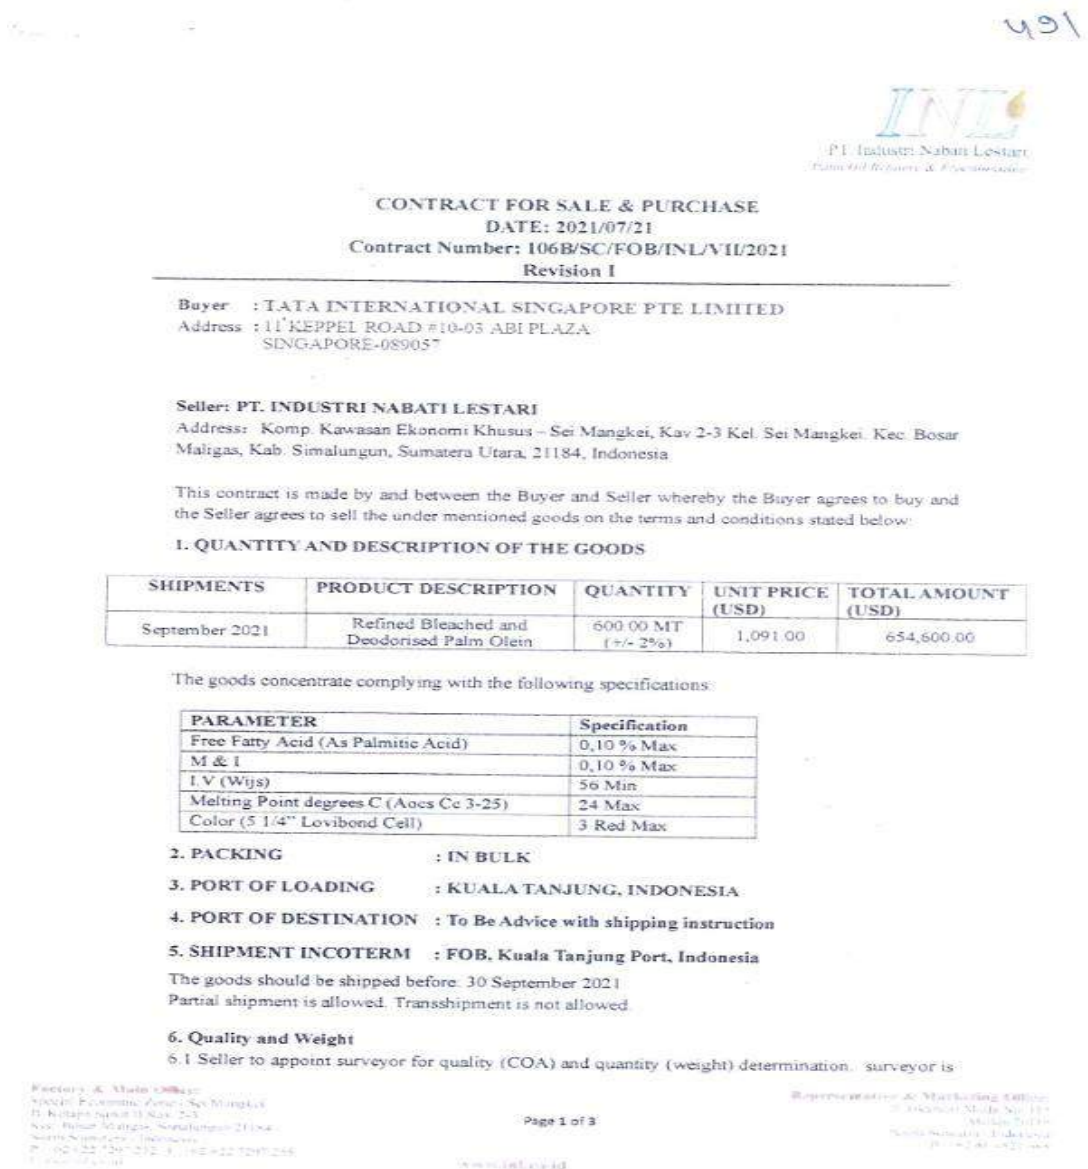 491
INL
PT. Industri Nabati Lestari
CONTRACT FOR SALE & PURCHASE
DATE: 2021/07/21
Contract Number: 106B/SC/FOB/INL/VII/2021
Revision I
Buyer : TATA INTERNATIONAL SINGAPORE PTE LIMITED
Address : 11 KEPPEL ROAD #10-03 ABI PLAZA
SINGAPORE-089057
Seller: PT. INDUSTRI NABATI LESTARI
Address: Komp. Kawasan Ekonomi Khusus – Sei Mangkei, Kav 2-3 Kel. Sei Mangkei. Kec. Bosar
Maligas, Kab. Simalungun, Sumatera Utara, 21184, Indonesia
This contract is made by and between the Buyer and Seller whereby the Buyer agrees to buy and
the Seller agrees to sell the under mentioned goods on the terms and conditions stated below:
1. QUANTITY AND DESCRIPTION OF THE GOODS
SHIPMENTS PRODUCT DESCRIPTION QUANTITY UNIT PRICE (USD) TOTAL AMOUNT (USD)
September 2021 Refined Bleached and Deodorised Palm Olein 600.00 MT (+/- 2%) 1,091.00 654,600.00
The goods concentrate complying with the following specifications:
PARAMETER Specification
Free Fatty Acid (As Palmitic Acid) 0,10 % Max
M & I 0,10 % Max
I.V (Wijs) 56 Min
Melting Point degrees C (Aocs Cc 3-25) 24 Max
Color (5 1/4" Lovibond Cell) 3 Red Max
2. PACKING : IN BULK
3. PORT OF LOADING : KUALA TANJUNG, INDONESIA
4. PORT OF DESTINATION : To Be Advice with shipping instruction
5. SHIPMENT INCOTERM : FOB, Kuala Tanjung Port, Indonesia
The goods should be shipped before: 30 September 2021
Partial shipment is allowed. Transshipment is not allowed.
6. Quality and Weight
6.1 Seller to appoint surveyor for quality (COA) and quantity (weight) determination. surveyor is
Factory & Main Office:
Page 1 of 3
Representative & Marketing Office:
www.inl.co.id